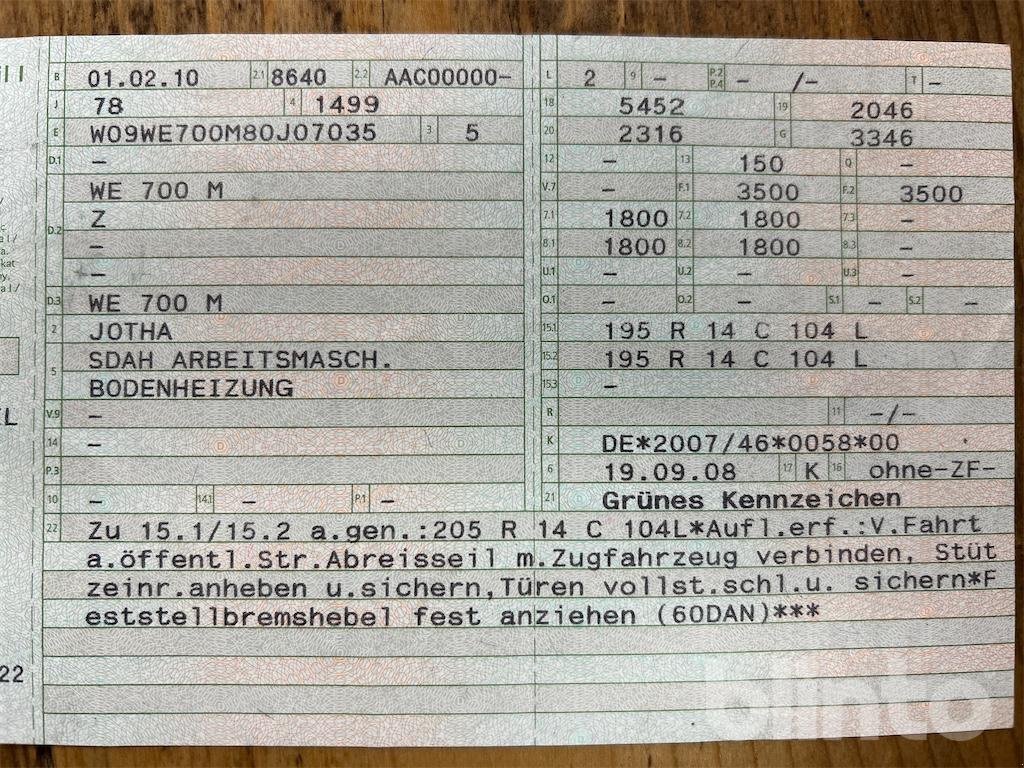 il I
B 01.02.10 2.1 8640 2.2 AAC00000-
J 78 4 1499
E W09WE700M80J07035 3 5
D.1 -
WE 700 M
D.2 Z
-
-
D.3 WE 700 M
2 JOTHA
5 SDAH ARBEITSMASCH.
BODENHEIZUNG
V.9 -
14 -
P.3
10 - 14.1 - P.1 -
L 2 9 - P.2 P.4 - /- T -
18 5452 19 2046
20 2316 G 3346
12 - 13 150 Q -
V.7 - F.1 3500 F.2 3500
7.1 1800 7.2 1800 7.3 -
8.1 1800 8.2 1800 8.3 -
U.1 - U.2 - U.3 -
O.1 - O.2 - S.1 - S.2 -
15.1 195 R 14 C 104 L
15.2 195 R 14 C 104 L
15.3 -
R 11 -/-
K DE*2007/46*0058*00
6 19.09.08 17 K 16 ohne-ZF-
21 Grünes Kennzeichen
22 Zu 15.1/15.2 a.gen.:205 R 14 C 104L*Aufl.erf.:V.Fahrt
a.öffentl.Str.Abreisseil m.Zugfahrzeug verbinden, Stüt
zeinr.anheben u.sichern,Türen vollst.schl.u. sichern*F
eststellbremshebel fest anziehen (60DAN)***
22
olinto